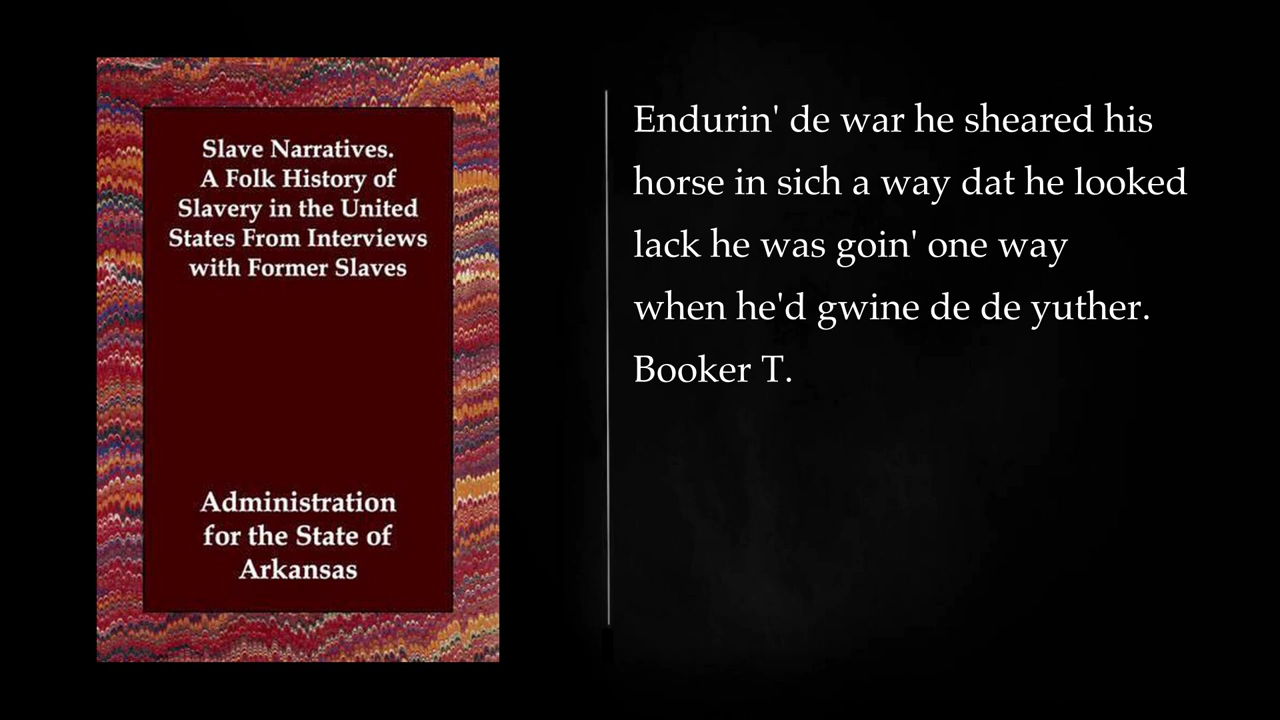 Slave Narratives.
A Folk History of
Slavery in the United
States From Interviews
with Former Slaves
Administration
for the State of
Arkansas
Endurin' de war he sheared his
horse in sich a way dat he looked
lack he was goin' one way
when he'd gwine de de yuther.
Booker T.